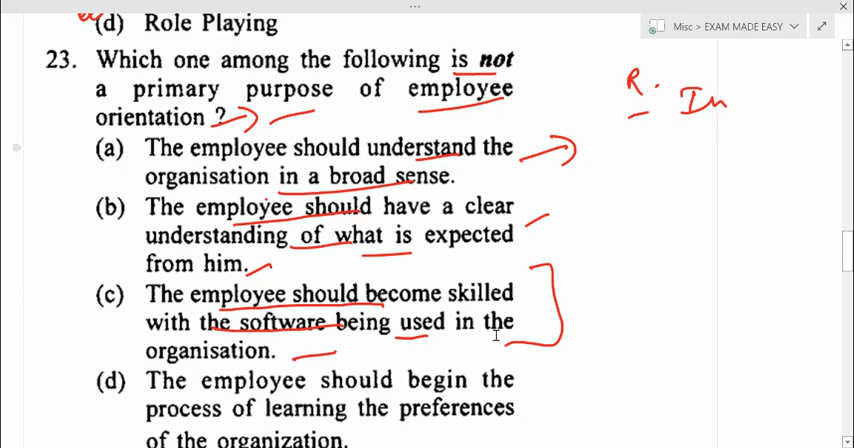 (d) Role Playing
Misc > EXAM MADE EASY
23. Which one among the following is not
a primary purpose of employee
orientation ?
R.
In
(a) The employee should understand the
organisation in a broad sense.
(b) The employee should have a clear
understanding of what is expected
from him.
(c) The employee should become skilled
with the software being used in the
organisation.
(d) The employee should begin the
process of learning the preferences
of the organization.